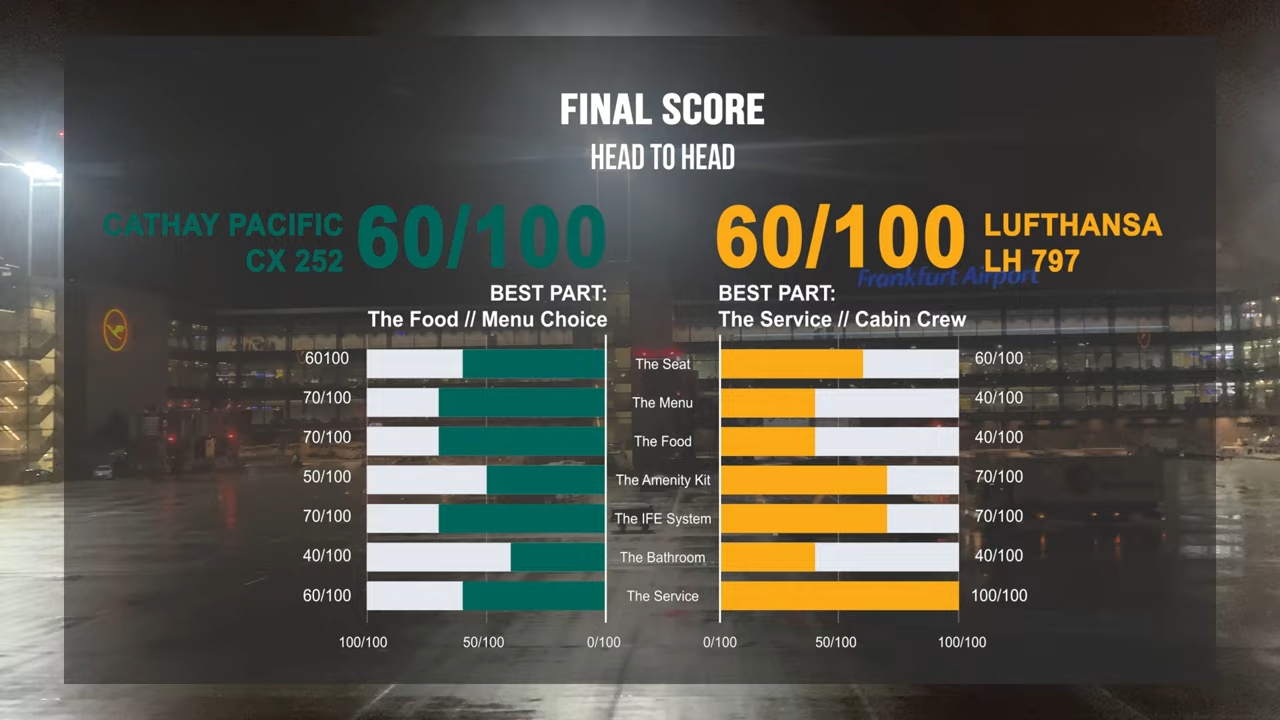 FINAL SCORE
HEAD TO HEAD
CATHAY PACIFIC
CX 252
60/100
60/100
LUFTHANSA
LH 797
Frankfurt Airport
BEST PART:
The Food // Menu Choice
BEST PART:
The Service // Cabin Crew
60100 The Seat 60/100
70/100 The Menu 40/100
70/100 The Food 40/100
50/100 The Amenity Kit 70/100
70/100 The IFE System 70/100
40/100 The Bathroom 40/100
60/100 The Service 100/100
100/100 50/100 0/100 0/100 50/100 100/100